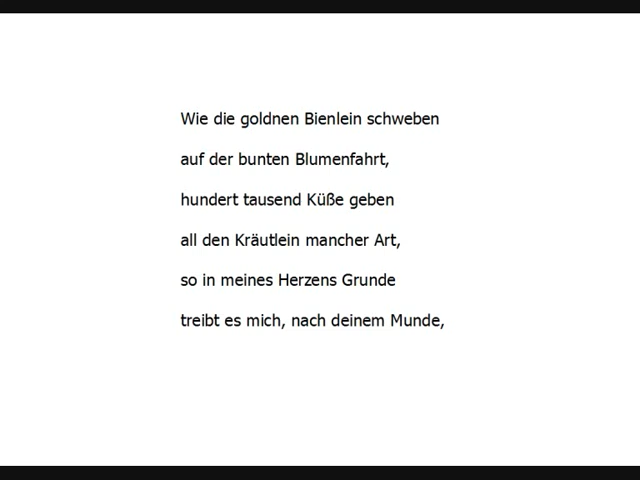 Wie die goldnen Bienlein schweben
auf der bunten Blumenfahrt,
hundert tausend Küße geben
all den Kräutlein mancher Art,
so in meines Herzens Grunde
treibt es mich, nach deinem Munde,